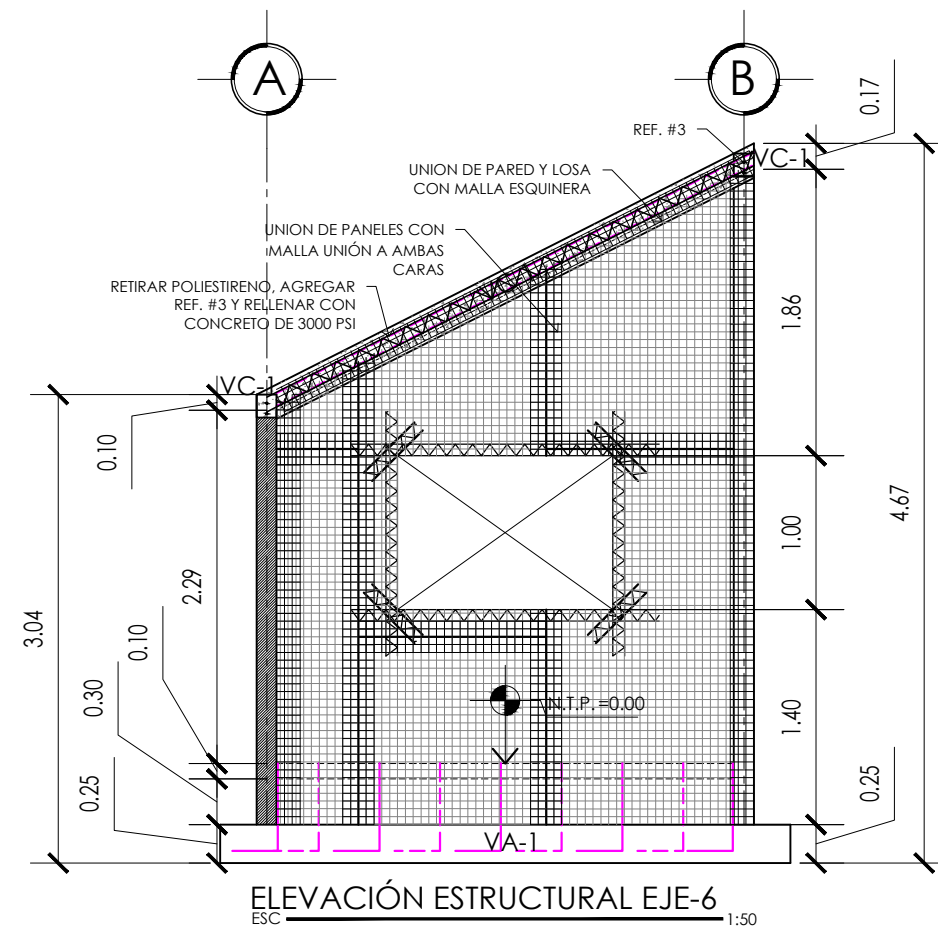 A
B
0.17
REF. #3
VC-1
UNION DE PARED Y LOSA
CON MALLA ESQUINERA
UNION DE PANELES CON
MALLA UNIÓN A AMBAS
CARAS
RETIRAR POLIESTIRENO, AGREGAR
REF. #3 Y RELLENAR CON
CONCRETO DE 3000 PSI
1.86
VC-1
0.10
4.67
1.00
2.29
3.04
0.10
0.30
N.T.P.=0.00
1.40
0.25
0.25
VA-1
ELEVACIÓN ESTRUCTURAL EJE-6
ESC 1:50